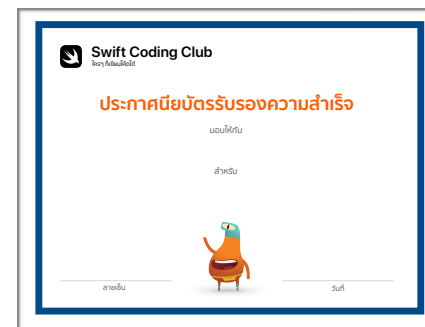 Swift Coding Club
ใครๆ ก็เขียนโค้ดได้
ประกาศนียบัตรรับรองความสำเร็จ
มอบให้กับ
สำหรับ
ลายเซ็น
วันที่